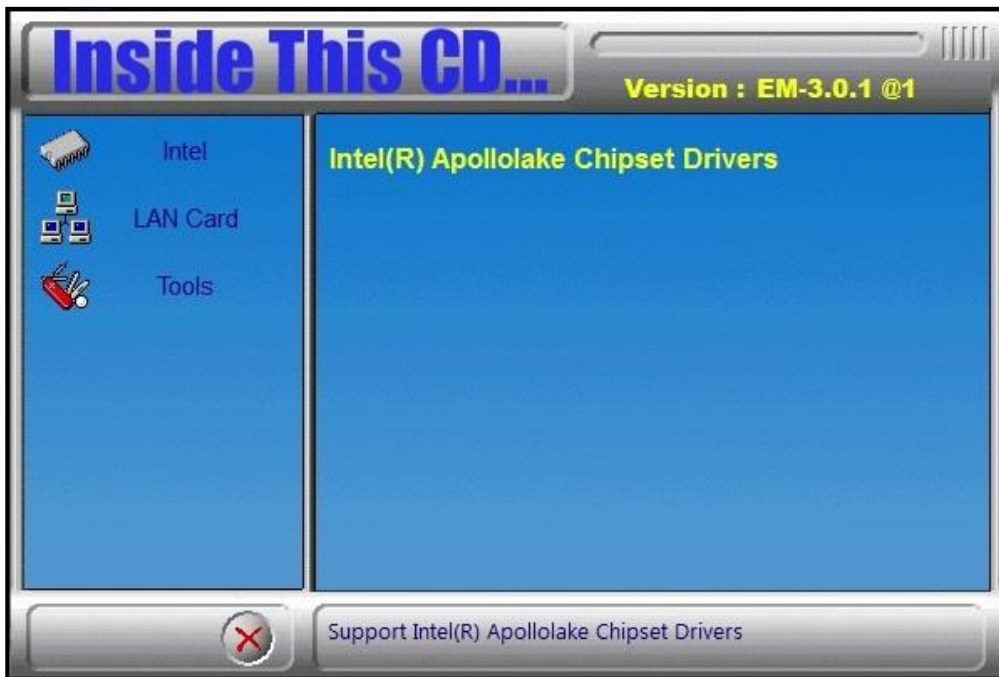 Inside This CD...
Version : EM-3.0.1 @1
Intel
LAN Card
Tools
Intel(R) Apollolake Chipset Drivers
Support Intel(R) Apollolake Chipset Drivers